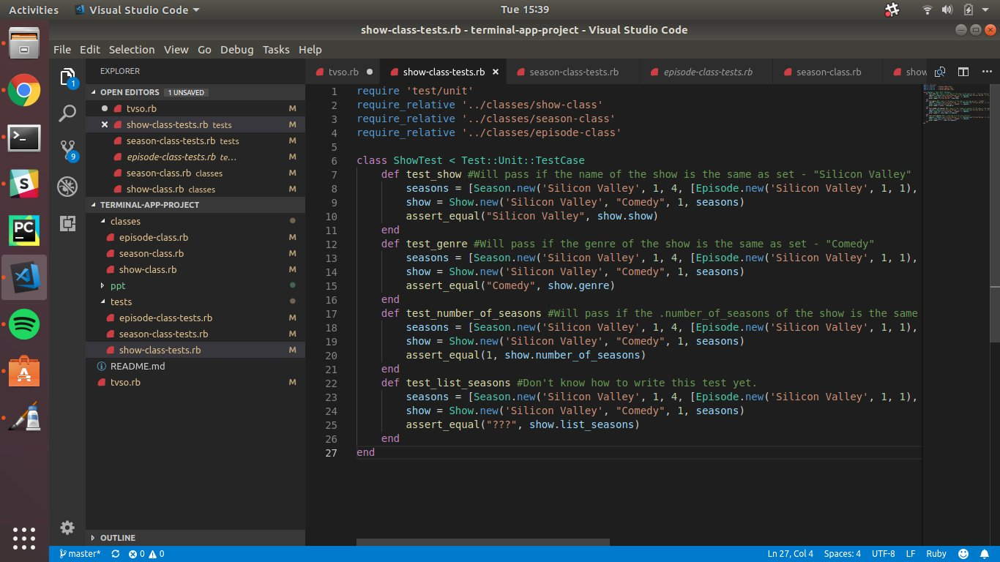 Activities Visual Studio Code Tue 15:39
show-class-tests.rb - terminal-app-project - Visual Studio Code
File Edit Selection View Go Debug Tasks Help
EXPLORER
OPEN EDITORS 1 UNSAVED
tvso.rb M
show-class-tests.rb tests M
season-class-tests.rb tests M
episode-class-tests.rb te... M
season-class.rb classes M
show-class.rb classes M
TERMINAL-APP-PROJECT
classes
episode-class.rb M
season-class.rb M
show-class.rb M
ppt
tests
episode-class-tests.rb M
season-class-tests.rb M
show-class-tests.rb M
README.md
tvso.rb M
OUTLINE
1
9
S
PC
A
tvso.rb show-class-tests.rb season-class-tests.rb episode-class-tests.rb season-class.rb show
1 require 'test/unit'
2 require_relative '../classes/show-class'
3 require_relative '../classes/season-class'
4 require_relative '../classes/episode-class'
5
6 class ShowTest < Test::Unit::TestCase
7 def test_show #Will pass if the name of the show is the same as set - "Silicon Valley"
8 seasons = [Season.new('Silicon Valley', 1, 4, [Episode.new('Silicon Valley', 1, 1),
9 show = Show.new('Silicon Valley', "Comedy", 1, seasons)
10 assert_equal("Silicon Valley", show.show)
11 end
12 def test_genre #Will pass if the genre of the show is the same as set - "Comedy"
13 seasons = [Season.new('Silicon Valley', 1, 4, [Episode.new('Silicon Valley', 1, 1),
14 show = Show.new('Silicon Valley', "Comedy", 1, seasons)
15 assert_equal("Comedy", show.genre)
16 end
17 def test_number_of_seasons #Will pass if the .number_of_seasons of the show is the same
18 seasons = [Season.new('Silicon Valley', 1, 4, [Episode.new('Silicon Valley', 1, 1),
19 show = Show.new('Silicon Valley', "Comedy", 1, seasons)
20 assert_equal(1, show.number_of_seasons)
21 end
22 def test_list_seasons #Don't know how to write this test yet.
23 seasons = [Season.new('Silicon Valley', 1, 4, [Episode.new('Silicon Valley', 1, 1),
24 show = Show.new('Silicon Valley', "Comedy", 1, seasons)
25 assert_equal("???", show.list_seasons)
26 end
27 end
master* 0 0 Ln 27, Col 4 Spaces: 4 UTF-8 LF Ruby